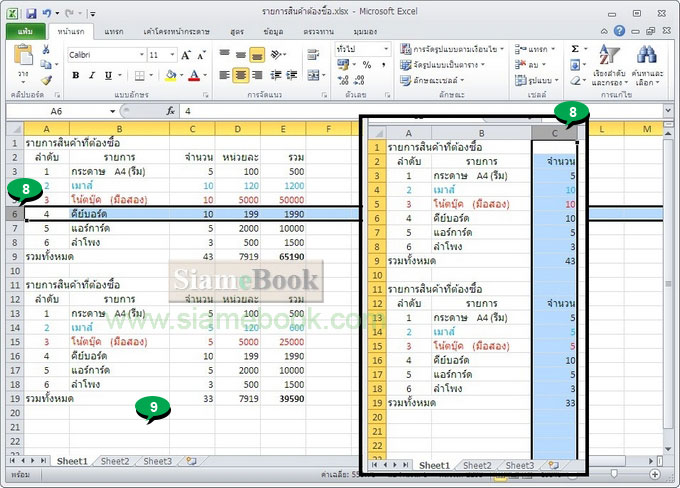 รายการสินค้าต้องซื้อ.xlsx - Microsoft Excel
แฟ้ม หน้าแรก แทรก เค้าโครงหน้ากระดาษ สูตร ข้อมูล ตรวจทาน มุมมอง
Calibri 11 ทั่วไป การจัดรูปแบบตามเงื่อนไข แทรก
วาง B I U จัดรูปแบบเป็นตาราง ลบ เรียงลำดับ ค้นหาและ
ลักษณะเซลล์ รูปแบบ และกรอง เลือก
คลิปบอร์ด แบบอักษร การจัดแนว ตัวเลข ลักษณะ เซลล์ การแก้ไข
A6 fx 4
8
A B C D E F L M
1 รายการสินค้าที่ต้องซื้อ
2 ลำดับ รายการ จำนวน หน่วยละ รวม
3 1 กระดาษ A4 (รีม) 5 100 500
8
4 2 เมาส์ 10 120 1200
5 3 โน้ตบุ๊ค (มือสอง) 10 5000 50000
6 4 คีย์บอร์ด 10 199 1990
7 5 แอร์การ์ด 5 2000 10000
8 6 ลำโพง 3 500 1500
9 รวมทั้งหมด 43 7919 65190
10
SiameBook
www.siamebook.com
11 รายการสินค้าที่ต้องซื้อ
12 ลำดับ รายการ จำนวน หน่วยละ รวม
13 1 กระดาษ A4 (รีม) 5 100 500
14 2 เมาส์ 5 120 600
15 3 โน้ตบุ๊ค (มือสอง) 5 5000 25000
16 4 คีย์บอร์ด 10 199 1990
17 5 แอร์การ์ด 5 2000 10000
18 6 ลำโพง 3 500 1500
19 รวมทั้งหมด 33 7919 39590
9
20
21
22
23
Sheet1 Sheet2 Sheet3
พร้อม
A B C
1 รายการสินค้าที่ต้องซื้อ
2 ลำดับ รายการ จำนวน
3 1 กระดาษ A4 (รีม) 5
4 2 เมาส์ 10
5 3 โน้ตบุ๊ค (มือสอง) 10
6 4 คีย์บอร์ด 10
7 5 แอร์การ์ด 5
8 6 ลำโพง 3
9 รวมทั้งหมด 43
10
11 รายการสินค้าที่ต้องซื้อ
12 ลำดับ รายการ จำนวน
13 1 กระดาษ A4 (รีม) 5
14 2 เมาส์ 5
15 3 โน้ตบุ๊ค (มือสอง) 5
16 4 คีย์บอร์ด 10
17 5 แอร์การ์ด 5
18 6 ลำโพง 3
19 รวมทั้งหมด 33
20
21
22
Sheet1 Sheet2 Sheet3